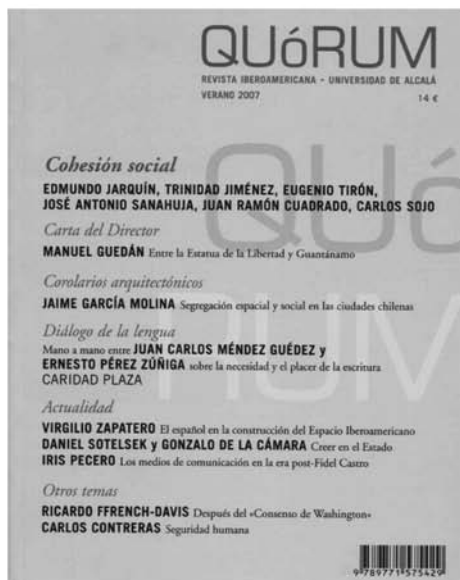 QUóRUM
REVISTA IBEROAMERICANA - UNIVERSIDAD DE ALCALÁ
VERANO 2007 14 €
Cohesión social
EDMUNDO JARQUÍN, TRINIDAD JIMÉNEZ, EUGENIO TIRÓN,
JOSÉ ANTONIO SANAHUJA, JUAN RAMÓN CUADRADO, CARLOS SOJO
Carta del Director
MANUEL GUEDÁN Entre la Estatua de la Libertad y Guantánamo
Corolarios arquitectónicos
JAIME GARCÍA MOLINA Segregación espacial y social en las ciudades chilenas
Diálogo de la lengua
Mano a mano entre JUAN CARLOS MÉNDEZ GUÉDEZ y
ERNESTO PÉREZ ZÚÑIGA sobre la necesidad y el placer de la escritura
CARIDAD PLAZA
Actualidad
VIRGILIO ZAPATERO El español en la construcción del Espacio Iberoamericano
DANIEL SOTELSEK y GONZALO DE LA CÁMARA Creer en el Estado
IRIS PECERO Los medios de comunicación en la era post-Fidel Castro
Otros temas
RICARDO FFRENCH-DAVIS Después del «Consenso de Washington»
CARLOS CONTRERAS Seguridad humana
QUó
RUM
9 789771 575429